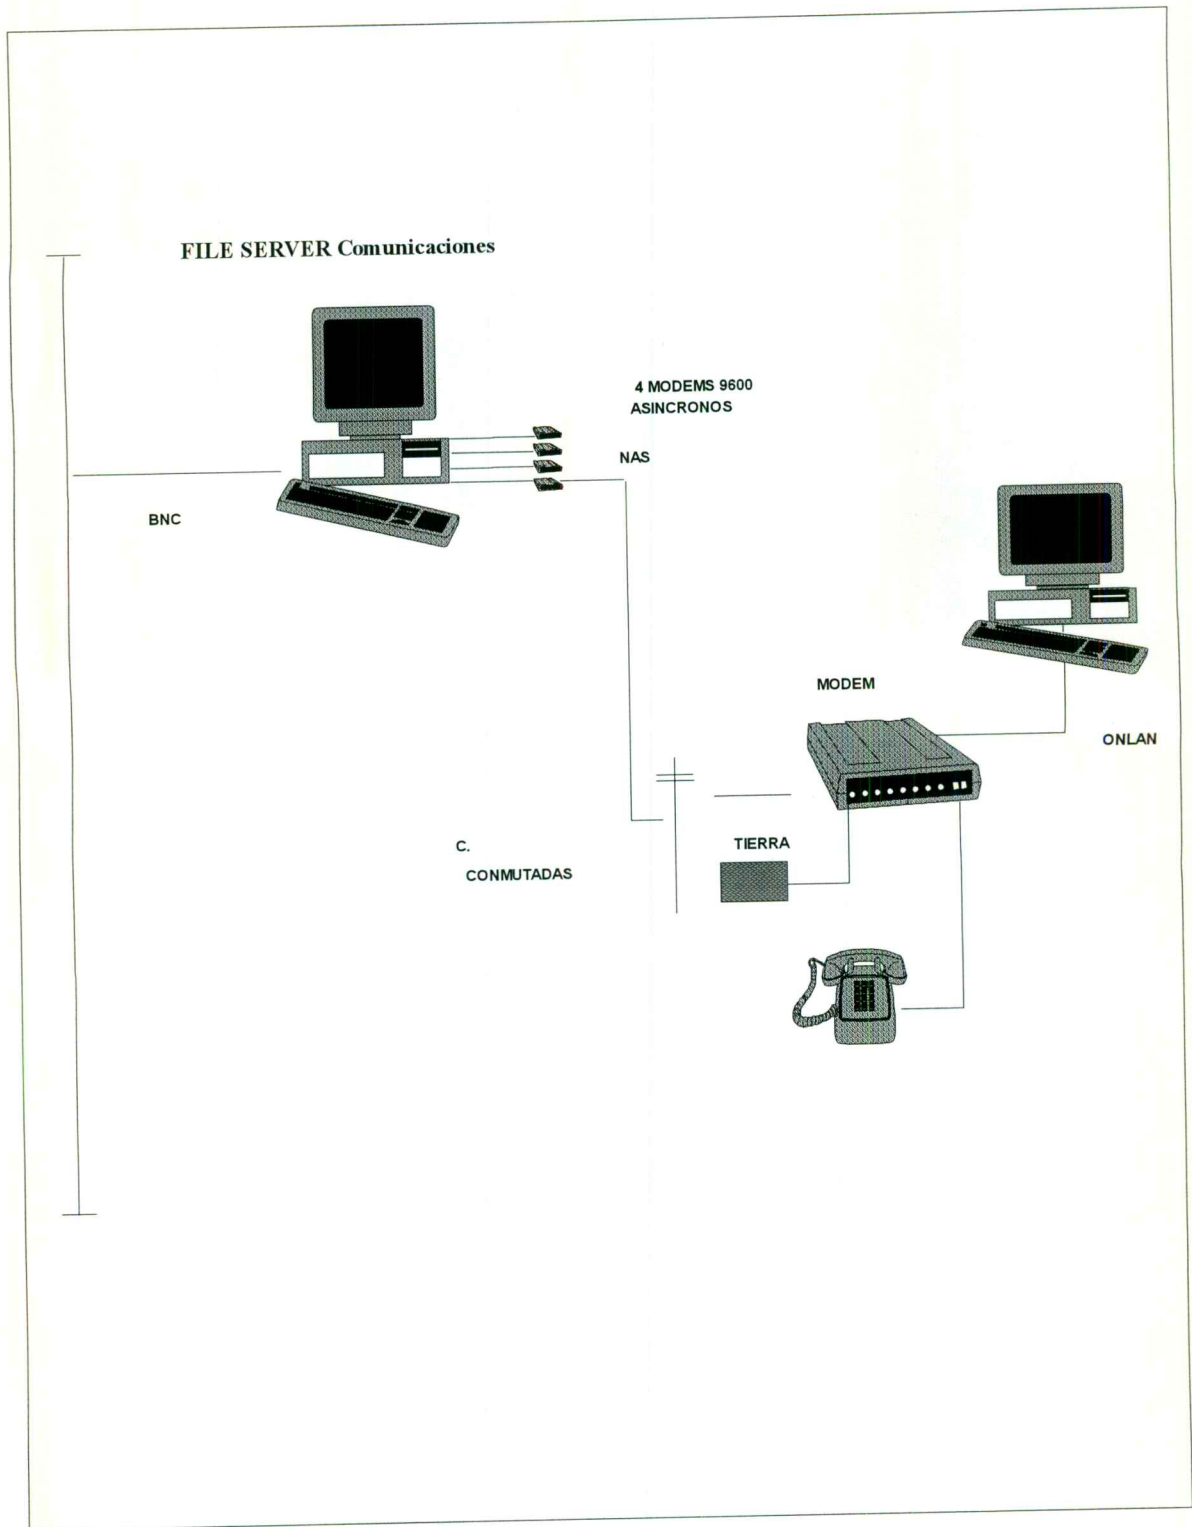 FILE SERVER Comunicaciones
4 MODEMS 9600
ASINCRONOS
NAS
BNC
MODEM
ONLAN
TIERRA
C.
CONMUTADAS